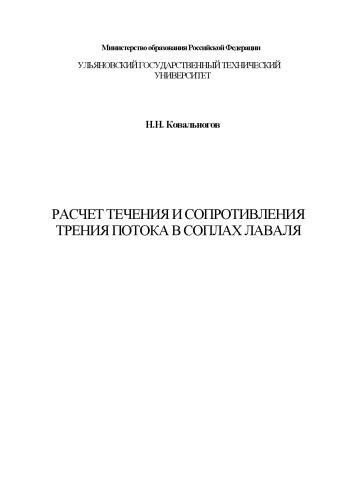 Министерство образования Российской Федерации
УЛЬЯНОВСКИЙ ГОСУДАРСТВЕННЫЙ ТЕХНИЧЕСКИЙ
УНИВЕРСИТЕТ
Н.Н. Ковальногов
РАСЧЕТ ТЕЧЕНИЯ И СОПРОТИВЛЕНИЯ
ТРЕНИЯ ПОТОКА В СОПЛАХ ЛАВАЛЯ